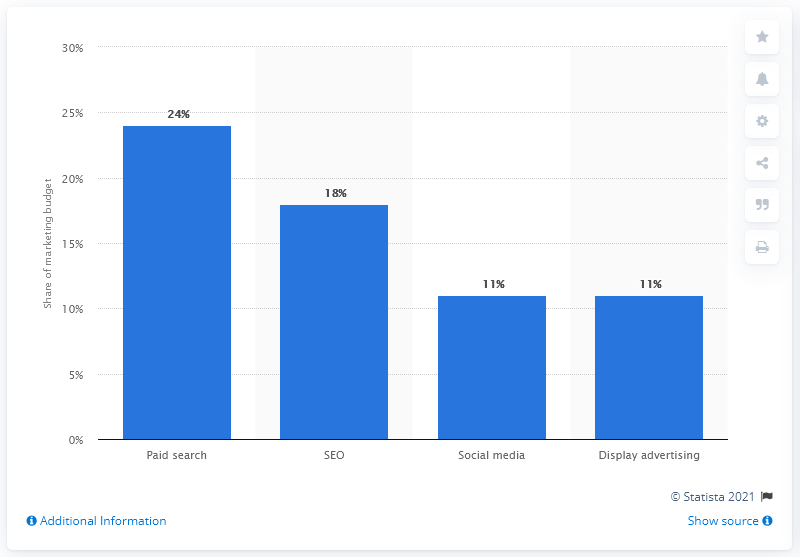 30%
25%
20%
15%
10%
5%
0%
Share of marketing budget
24%
18%
11%
11%
Paid search
SEO
Social media
Display advertising
© Statista 2021
Additional Information
Show source